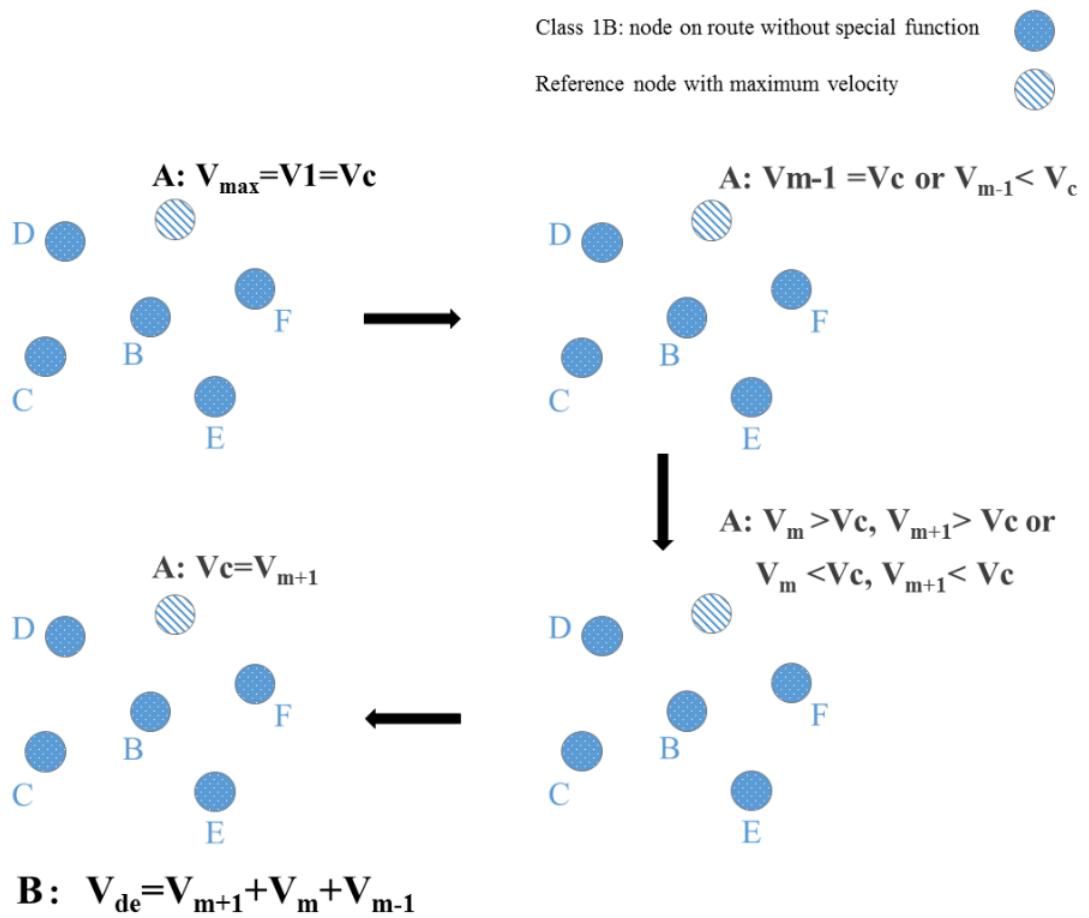 Class 1B: node on route without special function
Reference node with maximum velocity
A: Vmax=V1=Vc
D
F
B
C
E
A: Vm-1 =Vc or Vm-1< Vc
D
F
B
C
E
A: Vm >Vc, Vm+1> Vc or
Vm <Vc, Vm+1< Vc
D
F
B
C
E
A: Vc=Vm+1
D
F
B
C
E
B: Vde=Vm+1+Vm+Vm-1